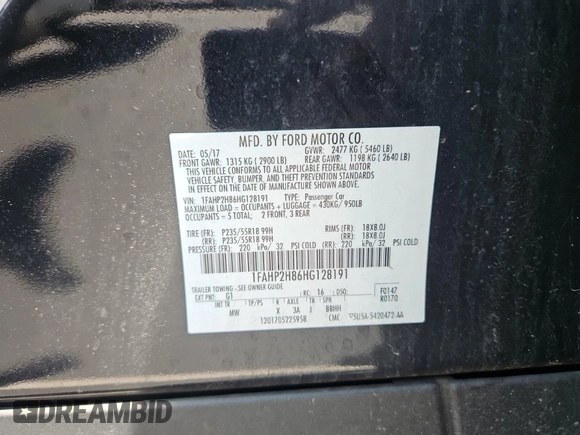 MFD. BY FORD MOTOR CO.
DATE: 05/17 GVWR: 2477 KG ( 5460 LB)
FRONT GAWR: 1315 KG ( 2900 LB) REAR GAWR: 1198 KG ( 2640 LB)
THIS VEHICLE CONFORMS TO ALL APPLICABLE FEDERAL MOTOR
VEHICLE SAFETY, BUMPER, AND THEFT PREVENTION STANDARDS IN
EFFECT ON THE DATE OF MANUFACTURE SHOWN ABOVE.
VIN: 1FAHP2H86HG128191 TYPE: Passenger Car
MAXIMUM LOAD = OCCUPANTS + LUGGAGE = 430KG/ 950LB
OCCUPANTS = 5 TOTAL: 2 FRONT, 3 REAR
TIRE (FR): P235/55R18 99H RIMS (FR): 18X8.0J
(RR): P235/55R18 99H (RR): 18X8.0J
PRESSURE (FR): 220 kPa/ 32 PSI COLD (RR): 220 kPa/ 32 PSI COLD
1FAHP2H86HG128191
TRAILER TOWING - SEE OWNER GUIDE
EXT PNT: G1 RC: 16 DSO: F0147
INT TR TP/PS R AXLE TR SPR R0170
MW X 3A J BBHH
1201705225958 CMC 5U5A-5420472-AA
DREAMBID